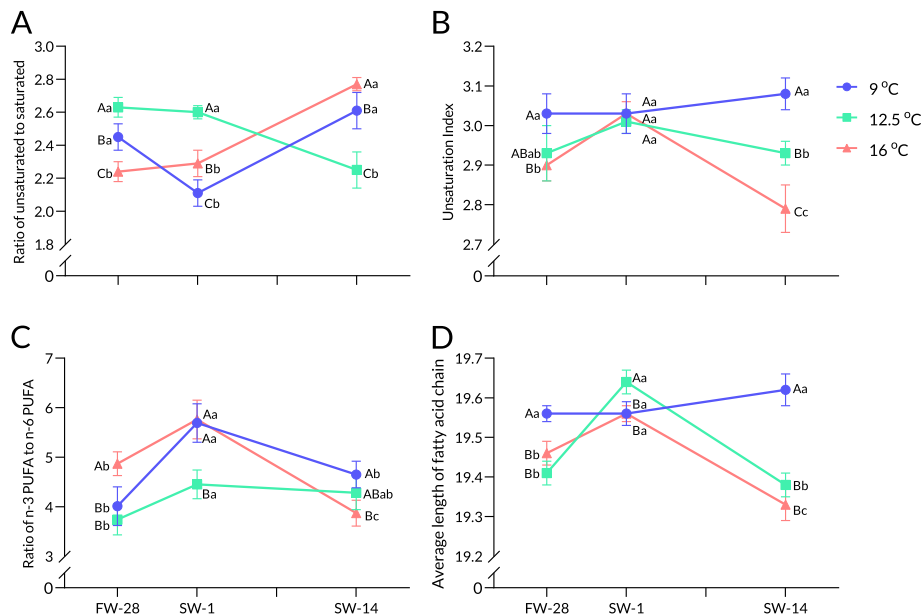 A
Ratio of unsaturated to saturated
3.0
2.8
2.6
2.4
2.2
2.0
1.8
0
Aa
Ba
Cb
Aa
Bb
Cb
Aa
Ba
Cb
B
Unsaturation Index
3.2
3.1
3.0
2.9
2.8
2.7
0
Aa
ABab
Bb
Aa
Aa
Aa
Aa
Bb
Cc
9 ºC
12.5 ºC
16 ºC
C
Ratio of n-3 PUFA to n-6 PUFA
7
6
5
4
3
0
Ab
Bb
Bb
Aa
Aa
Ba
Ab
ABab
Bc
FW-28
SW-1
SW-14
D
Average length of fatty acid chain
19.7
19.6
19.5
19.4
19.3
19.2
0
Aa
Bb
Bb
Aa
Ba
Ba
Aa
Bb
Bc
FW-28
SW-1
SW-14